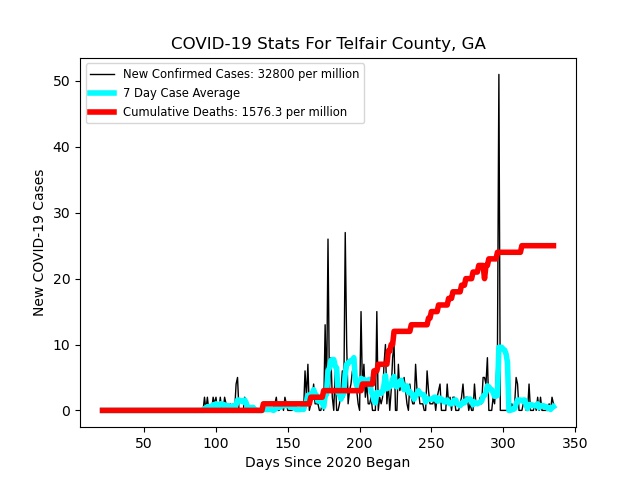 COVID-19 Stats For Telfair County, GA
New Confirmed Cases: 32800 per million
7 Day Case Average
Cumulative Deaths: 1576.3 per million
New COVID-19 Cases
50
40
30
20
10
0
50 100 150 200 250 300 350
Days Since 2020 Began